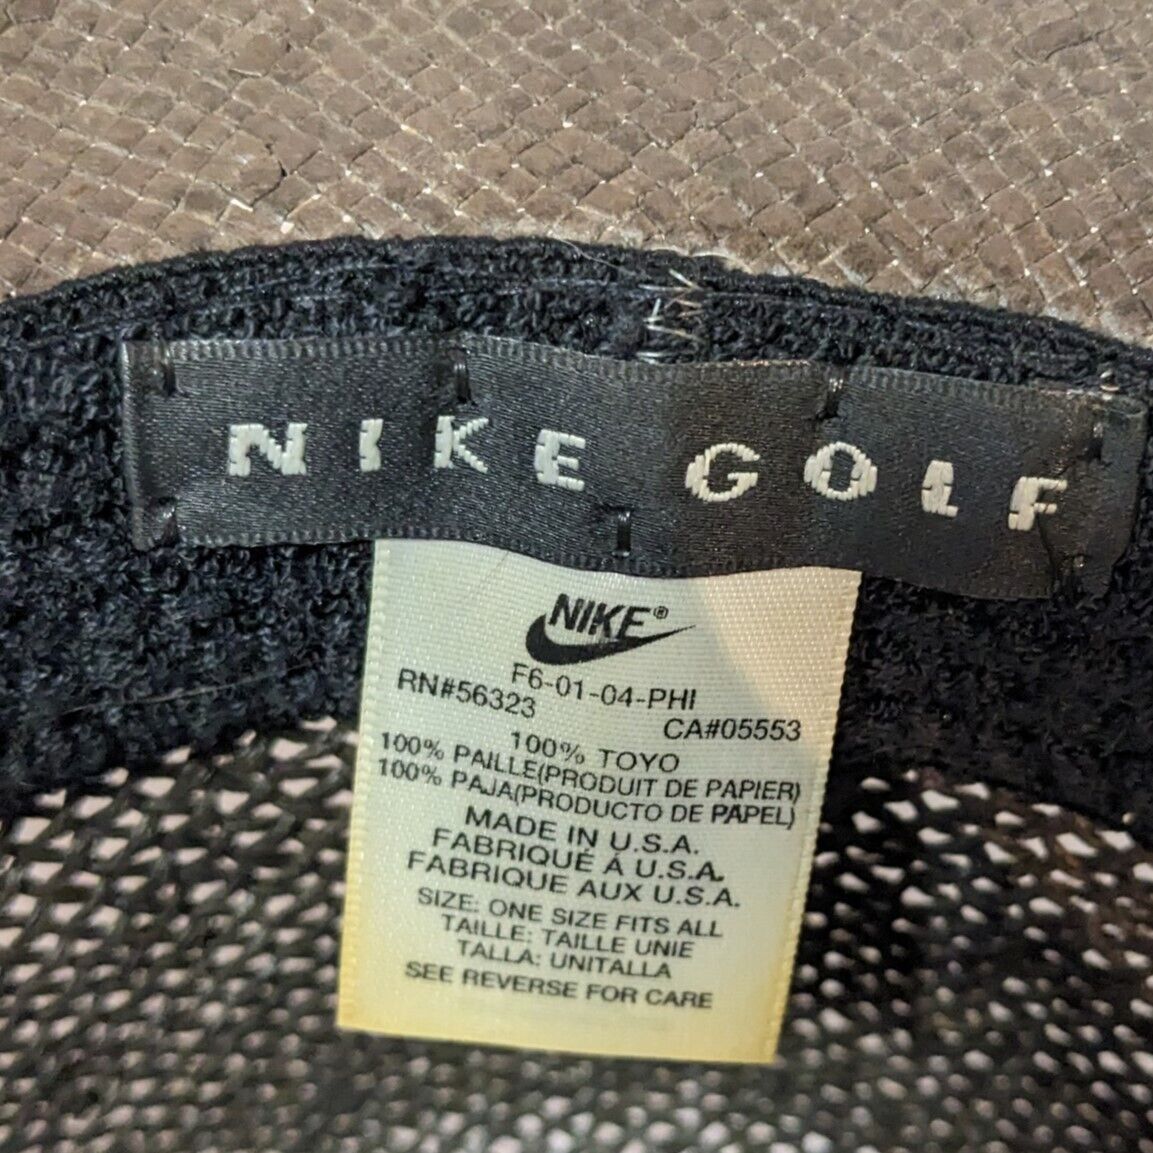 NIKE GOLF
NIKE®
F6-01-04-PHI
RN#56323
CA#05553
100% TOYO
100% PAILLE(PRODUIT DE PAPIER)
100% PAJA(PRODUCTO DE PAPEL)
MADE IN U.S.A.
FABRIQUÉ Á U.S.A.
FABRIQUE AUX U.S.A.
SIZE: ONE SIZE FITS ALL
TAILLE: TAILLE UNIE
TALLA: UNITALLA
SEE REVERSE FOR CARE